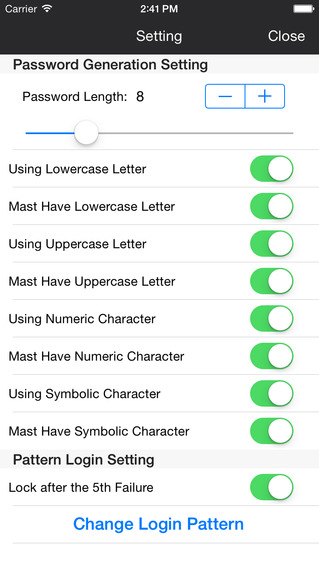 Carrier 2:41 PM
Setting Close
Password Generation Setting
Password Length: 8 − +
Using Lowercase Letter
Mast Have Lowercase Letter
Using Uppercase Letter
Mast Have Uppercase Letter
Using Numeric Character
Mast Have Numeric Character
Using Symbolic Character
Mast Have Symbolic Character
Pattern Login Setting
Lock after the 5th Failure
Change Login Pattern